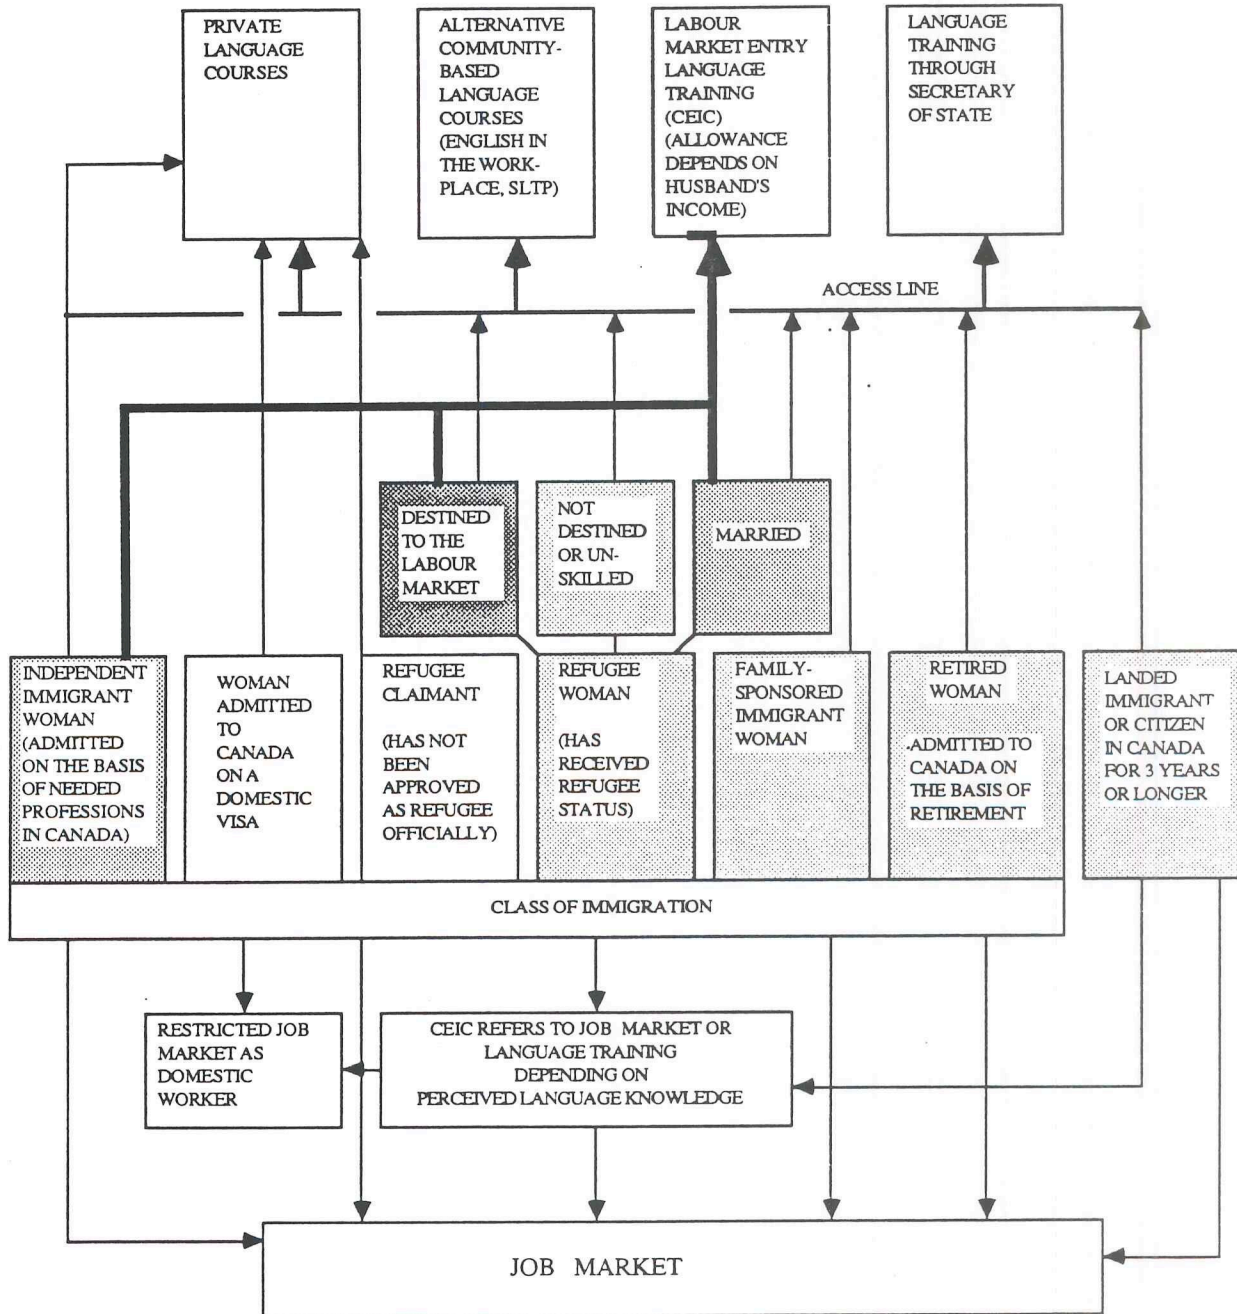 PRIVATE
LANGUAGE
COURSES
ALTERNATIVE
COMMUNITY-
BASED
LANGUAGE
COURSES
(ENGLISH IN
THE WORK-
PLACE, SLTP)
LABOUR
MARKET ENTRY
LANGUAGE
TRAINING
(CEIC)
(ALLOWANCE
DEPENDS ON
HUSBAND'S
INCOME)
LANGUAGE
TRAINING
THROUGH
SECRETARY
OF STATE
ACCESS LINE
DESTINED
TO THE
LABOUR
MARKET
NOT
DESTINED
OR UN-
SKILLED
MARRIED
INDEPENDENT
IMMIGRANT
WOMAN
(ADMITTED
ON THE BASIS
OF NEEDED
PROFESSIONS
IN CANADA)
WOMAN
ADMITTED
TO
CANADA
ON A
DOMESTIC
VISA
REFUGEE
CLAIMANT
(HAS NOT
BEEN
APPROVED
AS REFUGEE
OFFICIALLY)
REFUGEE
WOMAN
(HAS
RECEIVED
REFUGEE
STATUS)
FAMILY-
SPONSORED
IMMIGRANT
WOMAN
RETIRED
WOMAN
ADMITTED TO
CANADA ON
THE BASIS OF
RETIREMENT
LANDED
IMMIGRANT
OR CITIZEN
IN CANADA
FOR 3 YEARS
OR LONGER
CLASS OF IMMIGRATION
RESTRICTED JOB
MARKET AS
DOMESTIC
WORKER
CEIC REFERS TO JOB MARKET OR
LANGUAGE TRAINING
DEPENDING ON
PERCEIVED LANGUAGE KNOWLEDGE
JOB MARKET